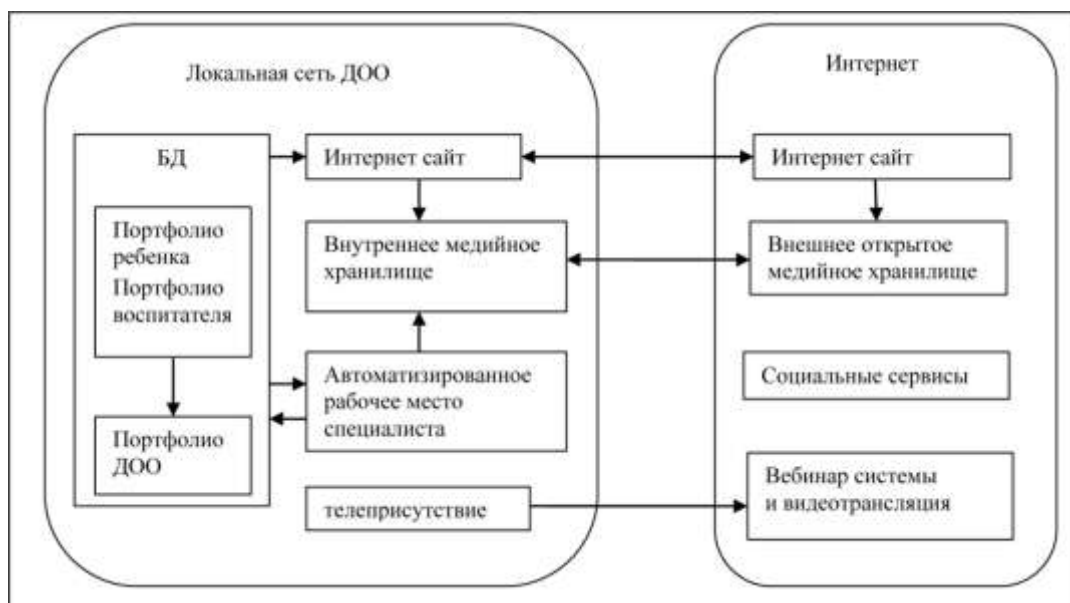 Локальная сеть ДОО
БД
Портфолио
ребенка
Портфолио
воспитателя
Портфолио
ДОО
Интернет сайт
Внутреннее медийное
хранилище
Автоматизированное
рабочее место
специалиста
телеприсутствие
Интернет
Интернет сайт
Внешнее открытое
медийное хранилище
Социальные сервисы
Вебинар системы
и видеотрансляция